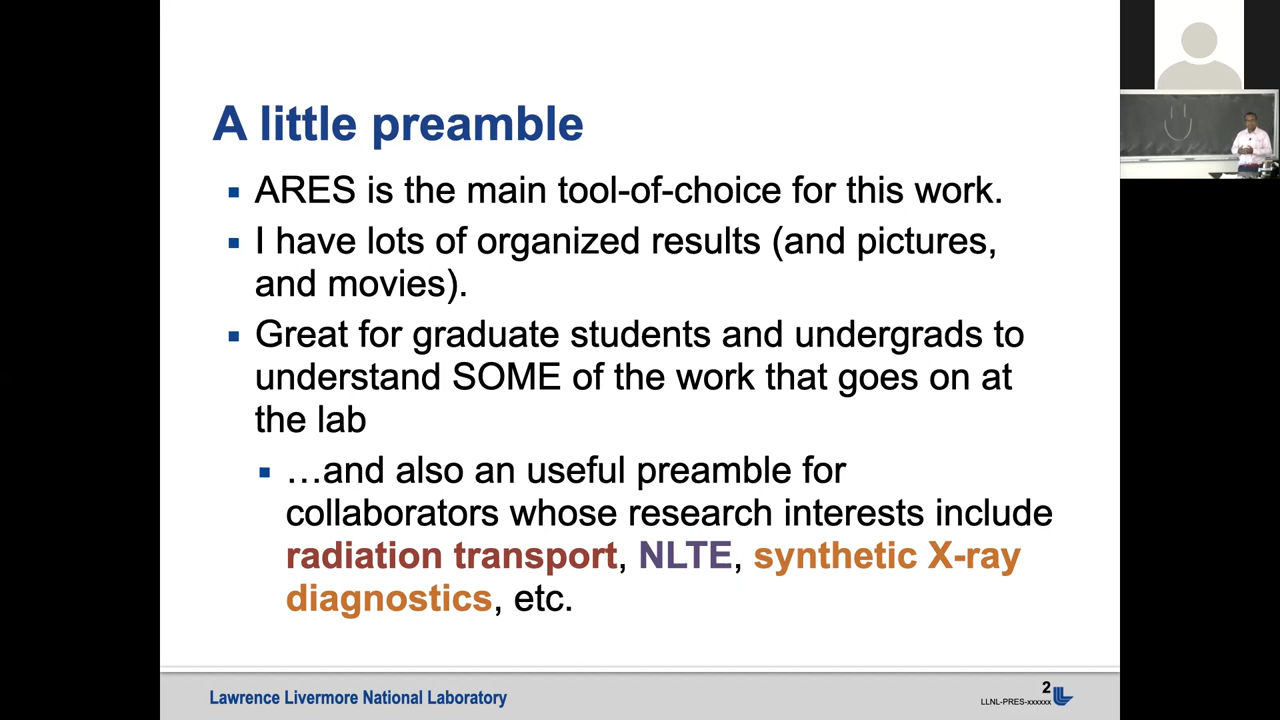 A little preamble
▪ ARES is the main tool-of-choice for this work.
▪ I have lots of organized results (and pictures,
and movies).
▪ Great for graduate students and undergrads to
understand SOME of the work that goes on at
the lab
▪ …and also an useful preamble for
collaborators whose research interests include
radiation transport, NLTE, synthetic X-ray
diagnostics, etc.
Lawrence Livermore National Laboratory
2
LLNL-PRES-xxxxxx